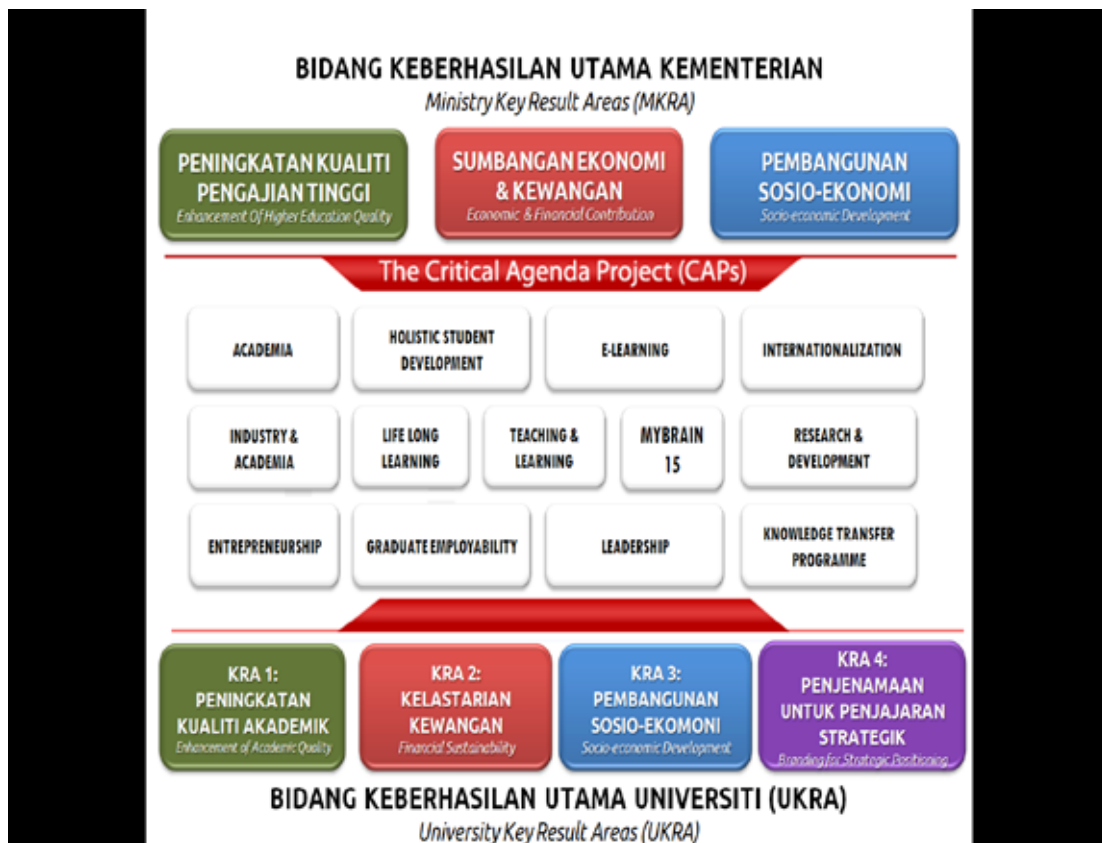 BIDANG KEBERHASILAN UTAMA KEMENTERIAN
Ministry Key Result Areas (MKRA)
PENINGKATAN KUALITI
PENGAJIAN TINGGI
Enhancement Of Higher Education Quality
SUMBANGAN EKONOMI
& KEWANGAN
Economic & Financial Contribution
PEMBANGUNAN
SOSIO-EKONOMI
Socio-economic Development
The Critical Agenda Project (CAPs)
ACADEMIA
HOLISTIC STUDENT
DEVELOPMENT
E-LEARNING
INTERNATIONALIZATION
INDUSTRY &
ACADEMIA
LIFE LONG
LEARNING
TEACHING &
LEARNING
MYBRAIN
15
RESEARCH &
DEVELOPMENT
ENTREPRENEURSHIP
GRADUATE EMPLOYABILITY
LEADERSHIP
KNOWLEDGE TRANSFER
PROGRAMME
KRA 1:
PENINGKATAN
KUALITI AKADEMIK
Enhancement of Academic Quality
KRA 2:
KELASTARIAN
KEWANGAN
Financial Sustainability
KRA 3:
PEMBANGUNAN
SOSIO-EKOMONI
Socio-economic Development
KRA 4:
PENJENAMAAN
UNTUK PENJAJARAN
STRATEGIK
Branding for Strategic Positioning
BIDANG KEBERHASILAN UTAMA UNIVERSITI (UKRA)
University Key Result Areas (UKRA)